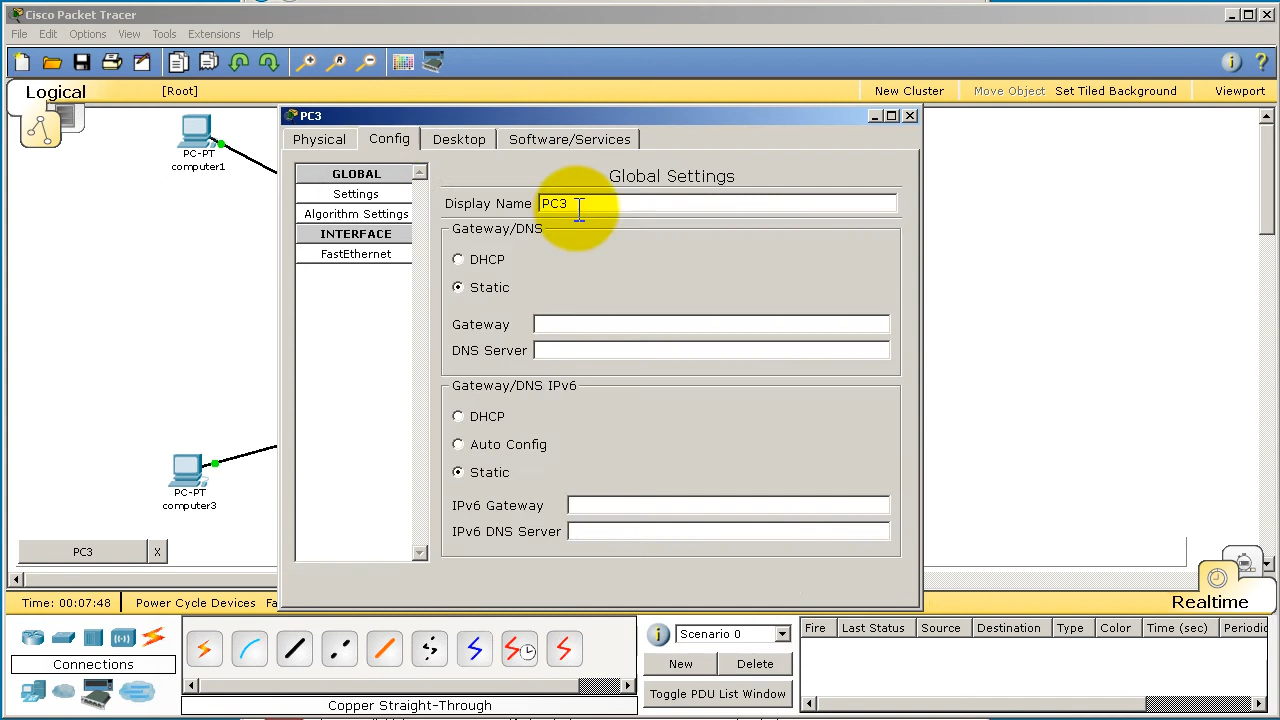 Cisco Packet Tracer
File Edit Options View Tools Extensions Help
Logical [Root] New Cluster Move Object Set Tiled Background Viewport
PC3
Physical Config Desktop Software/Services
PC-PT
computer1
GLOBAL
Settings
Algorithm Settings
INTERFACE
FastEthernet
Global Settings
Display Name PC3
Gateway/DNS
DHCP
Static
Gateway
DNS Server
Gateway/DNS IPv6
DHCP
Auto Config
Static
IPv6 Gateway
IPv6 DNS Server
PC-PT
computer3
PC3 X
Realtime
Time: 00:07:48 Power Cycle Devices Fa
Connections
Copper Straight-Through
Scenario 0
New Delete
Toggle PDU List Window
Fire Last Status Source Destination Type Color Time (sec) Periodic